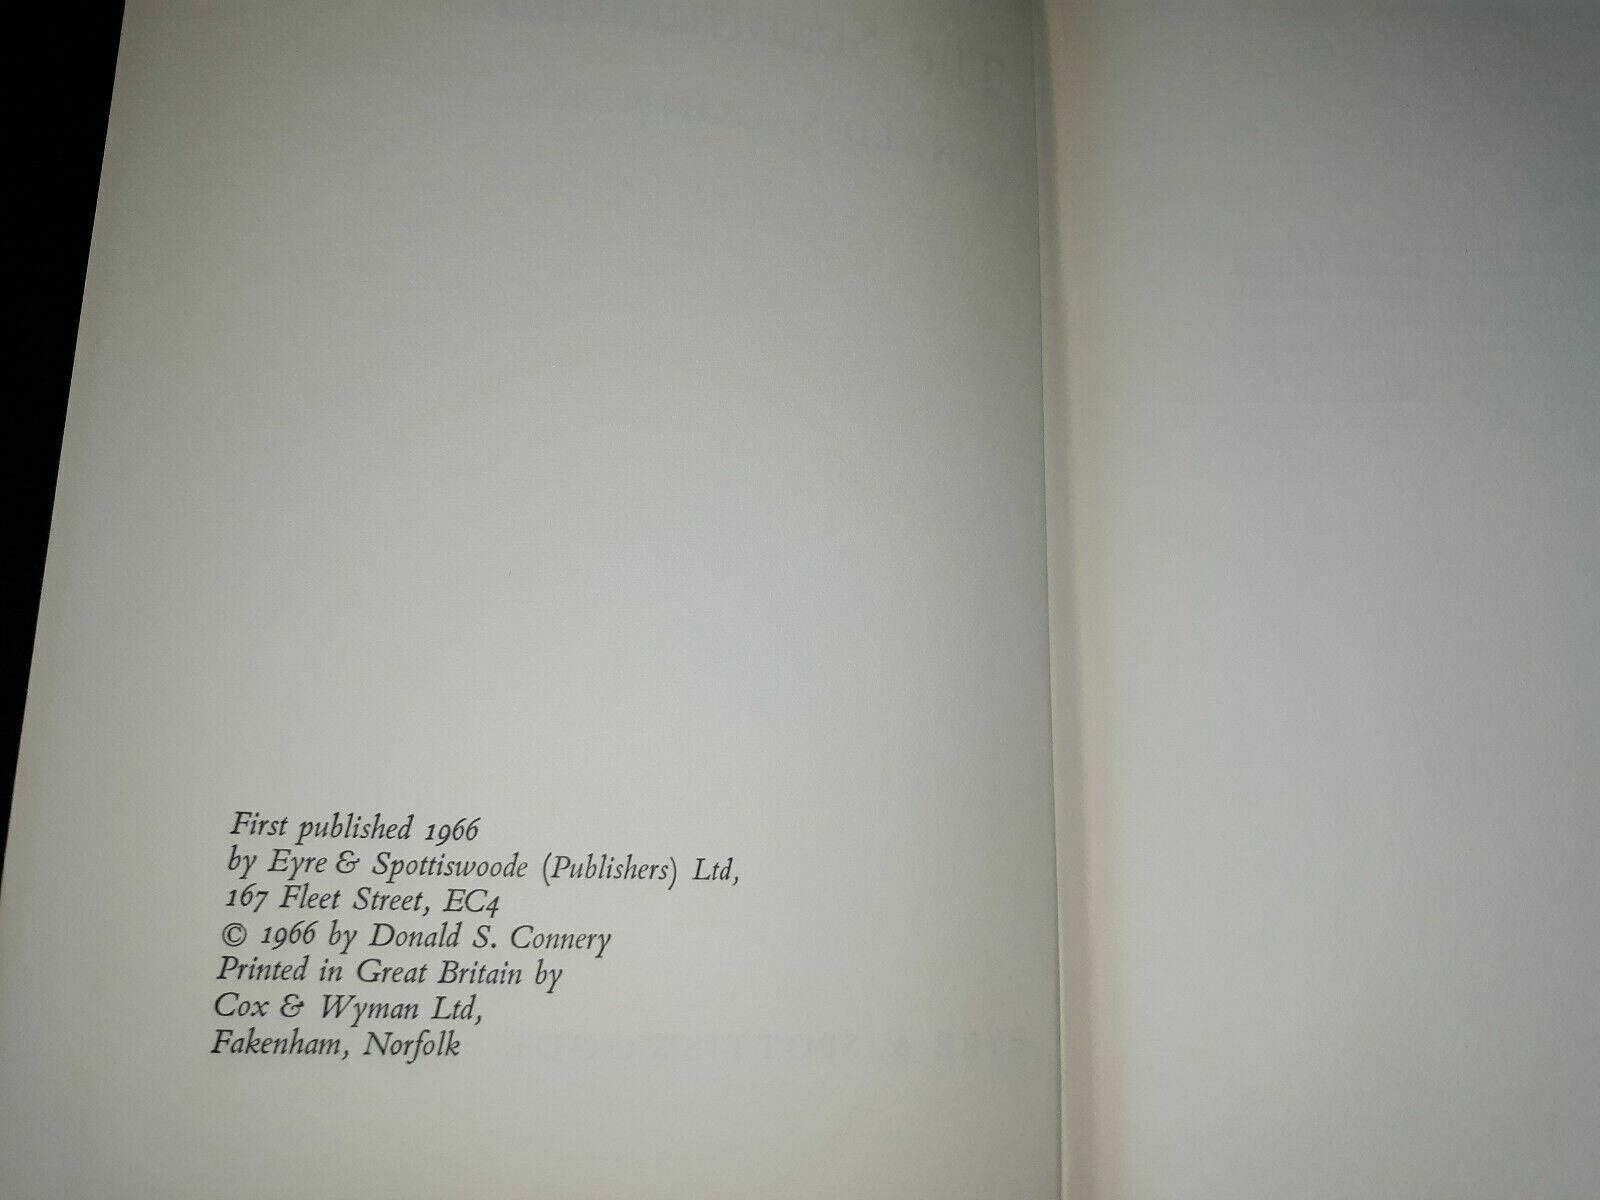 First published 1966
by Eyre & Spottiswoode (Publishers) Ltd,
167 Fleet Street, EC4
© 1966 by Donald S. Connery
Printed in Great Britain by
Cox & Wyman Ltd,
Fakenham, Norfolk